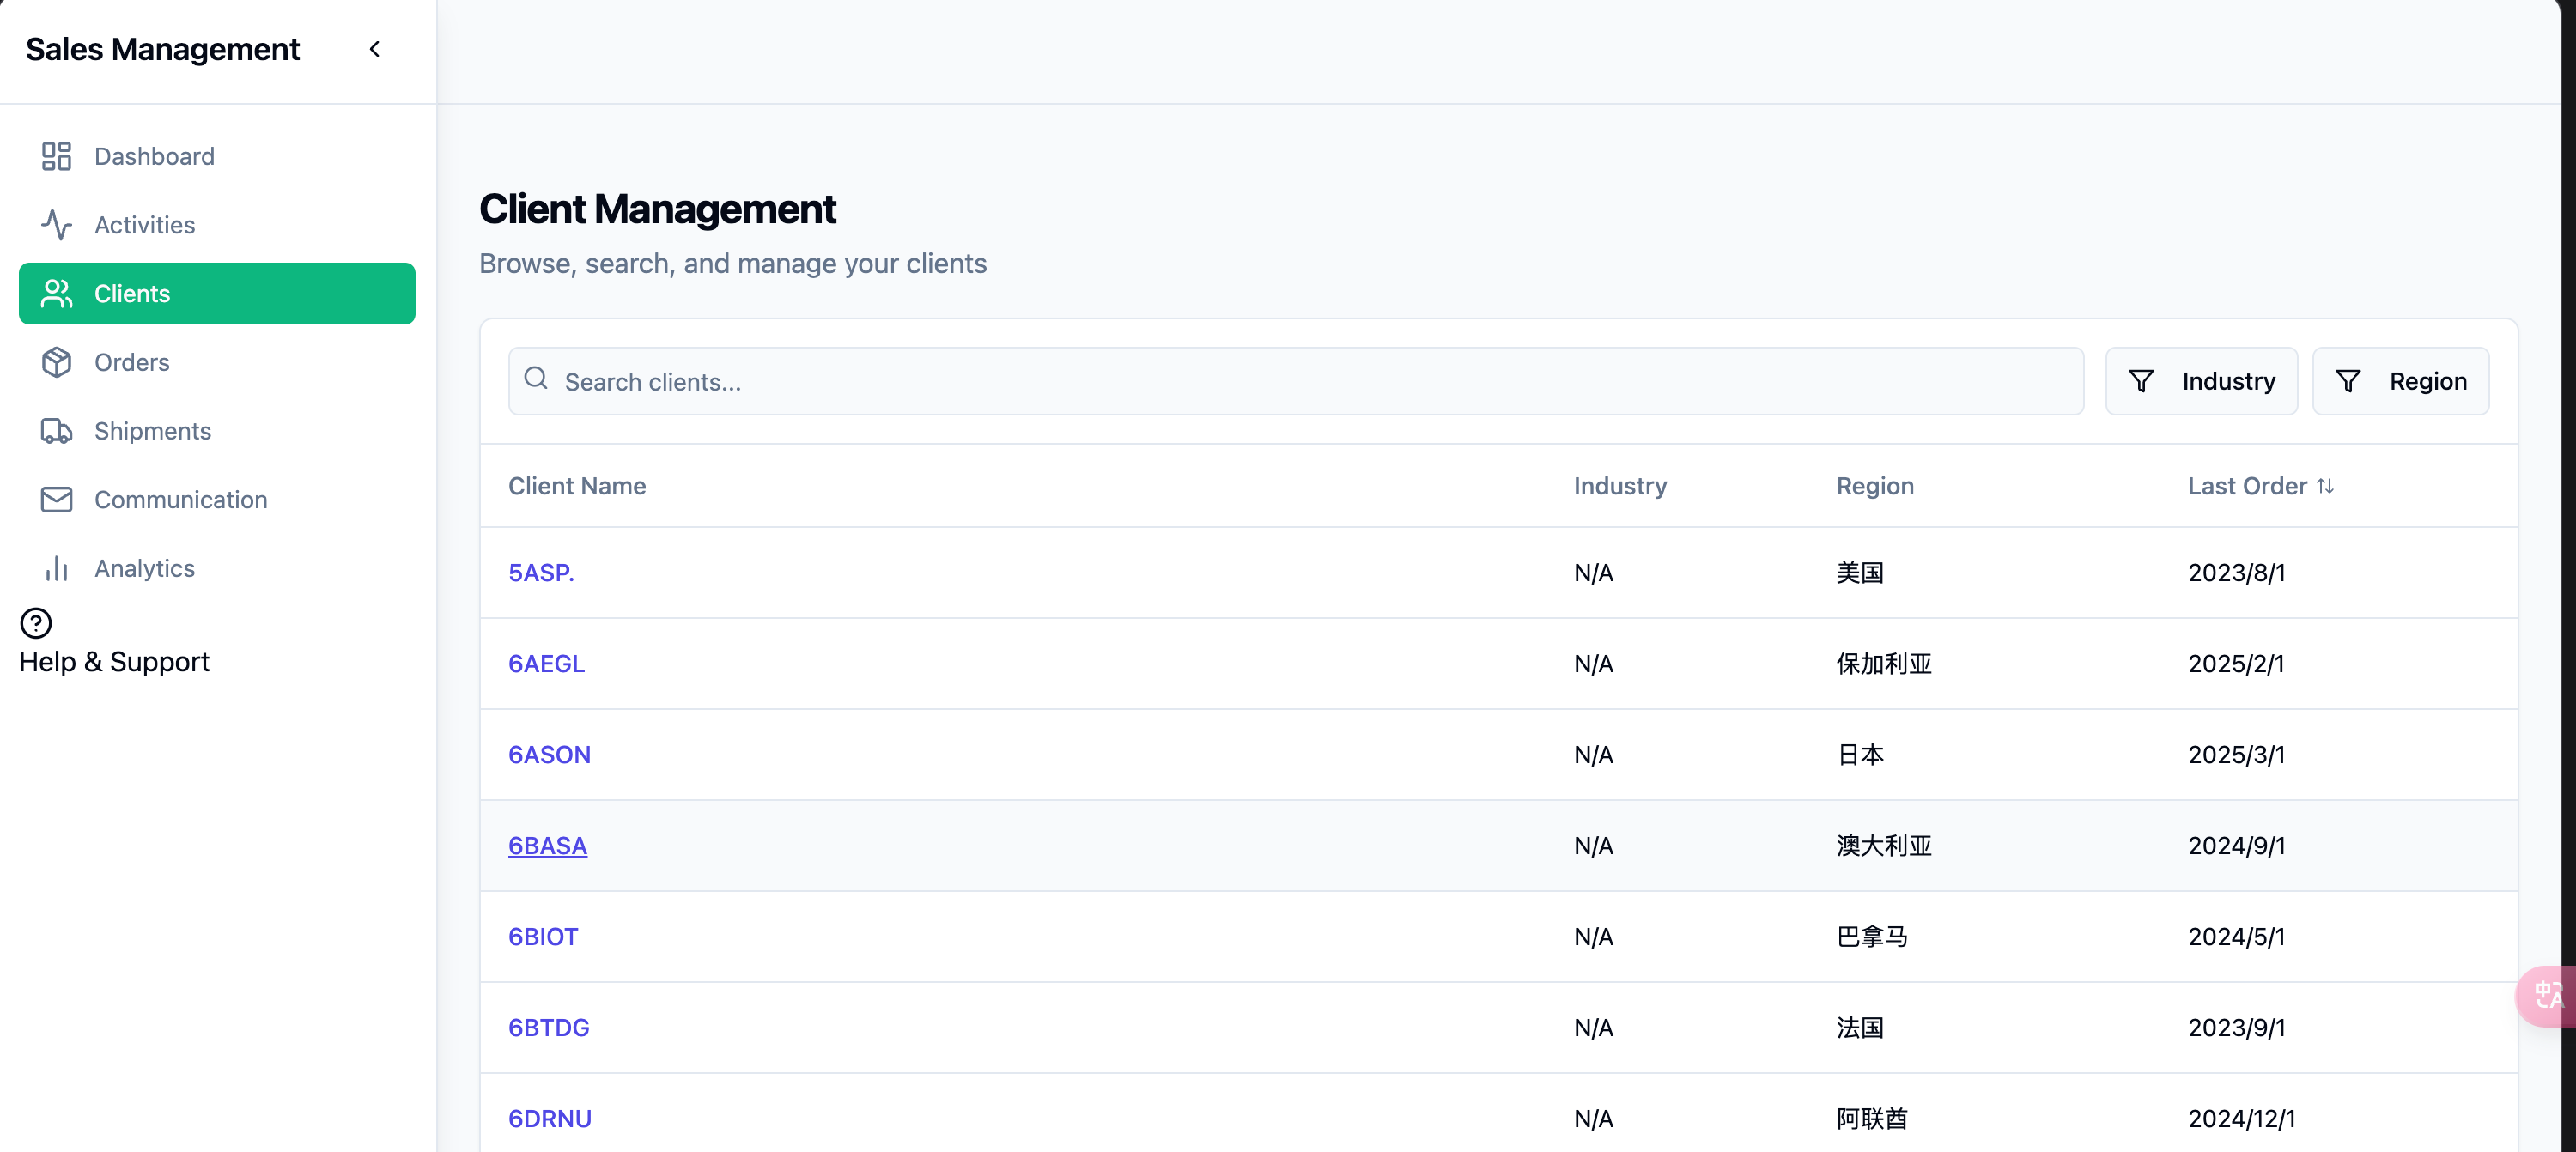 Sales Management
Dashboard
Activities
Clients
Orders
Shipments
Communication
Analytics
Help & Support
Client Management
Browse, search, and manage your clients
Search clients...
Industry
Region
Client Name Industry Region Last Order
5ASP. N/A 美国 2023/8/1
6AEGL N/A 保加利亚 2025/2/1
6ASON N/A 日本 2025/3/1
6BASA N/A 澳大利亚 2024/9/1
6BIOT N/A 巴拿马 2024/5/1
6BTDG N/A 法国 2023/9/1
6DRNU N/A 阿联酋 2024/12/1
中A